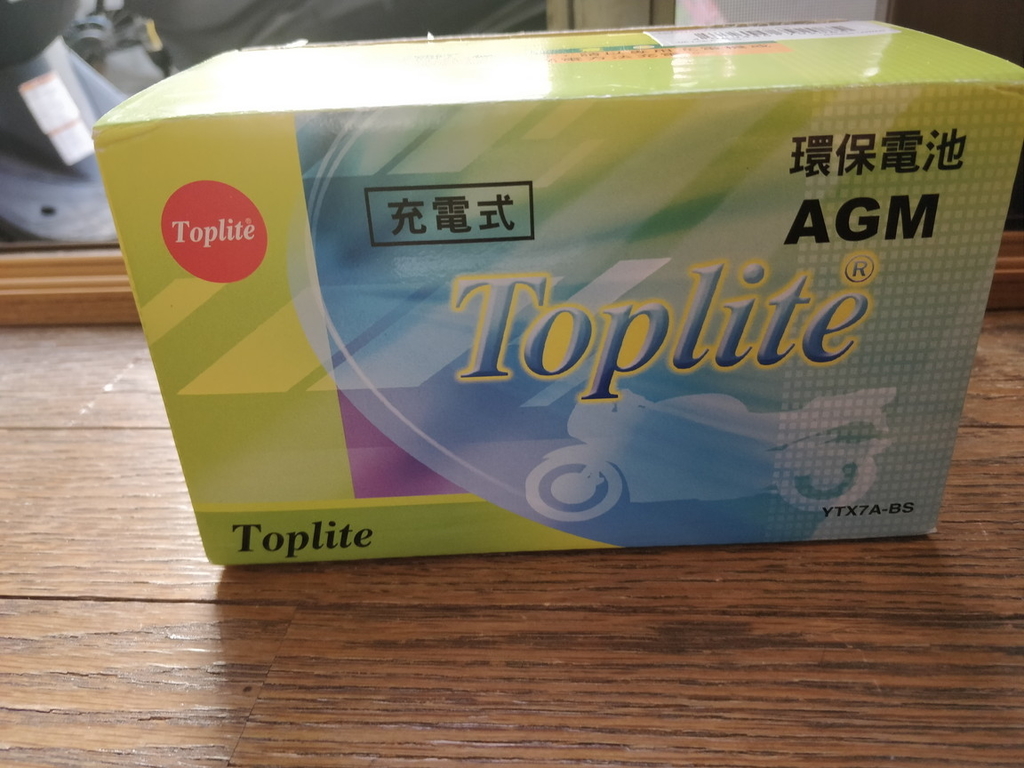 Toplite®
充電式
環保電池
AGM
Toplite®
YTX7A-BS
Toplite